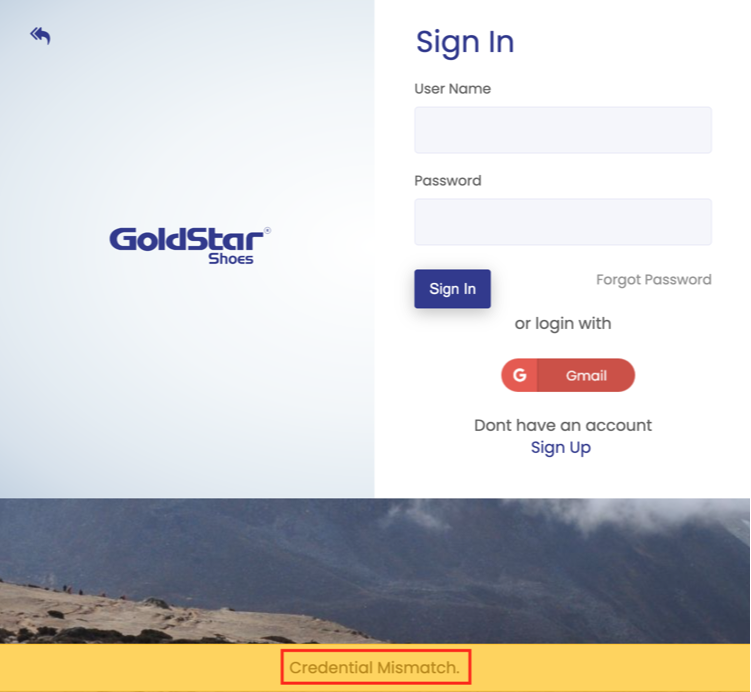 GoldStar®
Shoes
Sign In
User Name
Password
Sign In
Forgot Password
or login with
G Gmail
Dont have an account
Sign Up
Credential Mismatch.